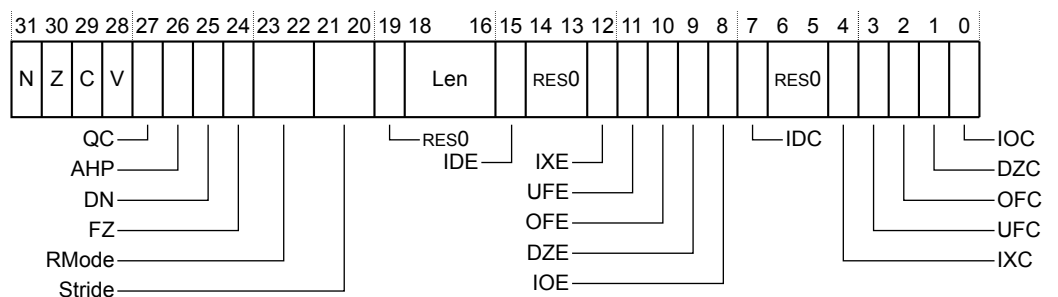 31 30 29 28 27 26 25 24 23 22 21 20 19 18 16 15 14 13 12 11 10 9 8 7 6 5 4 3 2 1 0
N Z C V Len RES0 RES0
QC RES0 IDC IOC
AHP IDE IXE DZC
DN UFE OFC
FZ OFE UFC
RMode DZE IXC
Stride IOE